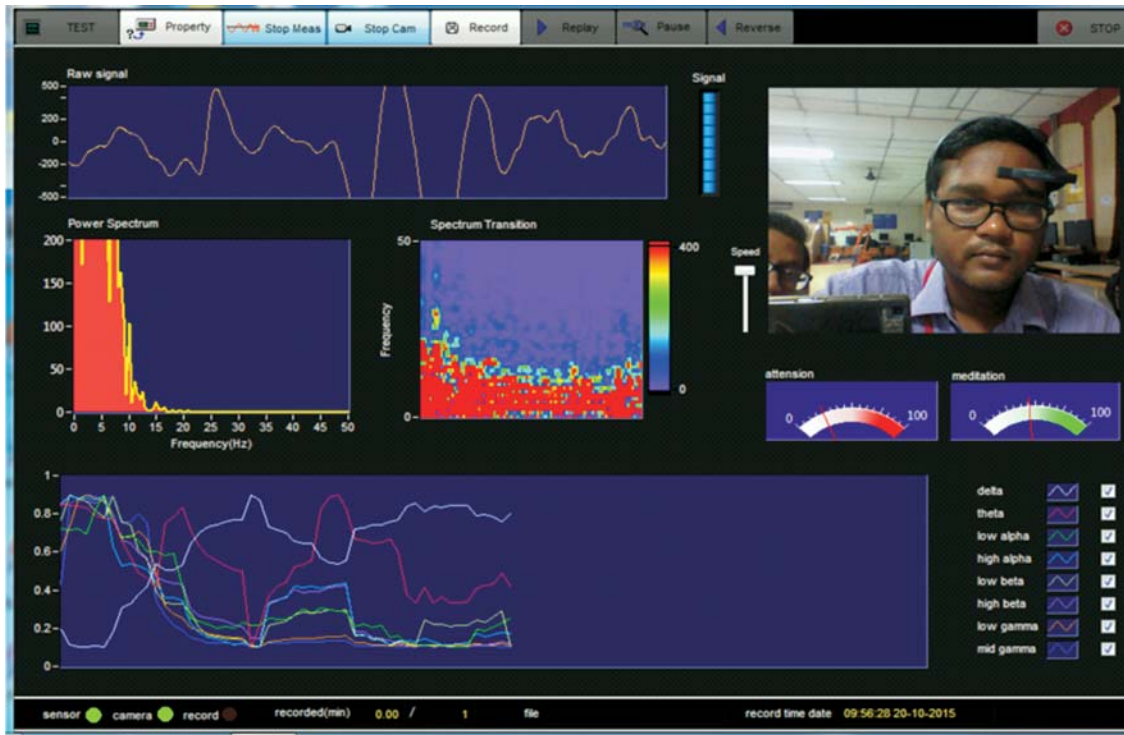 TEST Property Stop Meas Stop Cam Record Replay Pause Reverse STOP
Raw signal
500
200
0
-200
-500
Signal
Power Spectrum
200
150
100
50
0
0 5 10 15 20 25 30 35 40 45 50
Frequency(Hz)
Spectrum Transition
50
Frequency
0
400
0
Speed
attension
0 100
meditation
0 100
1
0.8
0.6
0.4
0.2
0
delta
theta
low alpha
high alpha
low beta
high beta
low gamma
mid gamma
sensor camera record recorded(min) 0.00 / 1 file record time date 09:56:28 20-10-2015